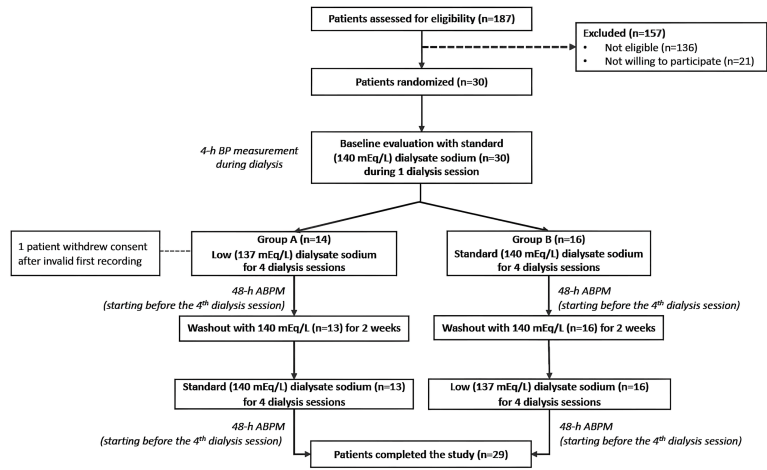 Patients assessed for eligibility (n=187)
Excluded (n=157)
• Not eligible (n=136)
• Not willing to participate (n=21)
Patients randomized (n=30)
4-h BP measurement
during dialysis
Baseline evaluation with standard
(140 mEq/L) dialysate sodium (n=30)
during 1 dialysis session
1 patient withdrew consent
after invalid first recording
Group A (n=14)
Low (137 mEq/L) dialysate sodium
for 4 dialysis sessions
Group B (n=16)
Standard (140 mEq/L) dialysate sodium
for 4 dialysis sessions
48-h ABPM
(starting before the 4th dialysis session)
48-h ABPM
(starting before the 4th dialysis session)
Washout with 140 mEq/L (n=13) for 2 weeks
Washout with 140 mEq/L (n=16) for 2 weeks
Standard (140 mEq/L) dialysate sodium (n=13)
for 4 dialysis sessions
Low (137 mEq/L) dialysate sodium (n=16)
for 4 dialysis sessions
48-h ABPM
(starting before the 4th dialysis session)
48-h ABPM
(starting before the 4th dialysis session)
Patients completed the study (n=29)